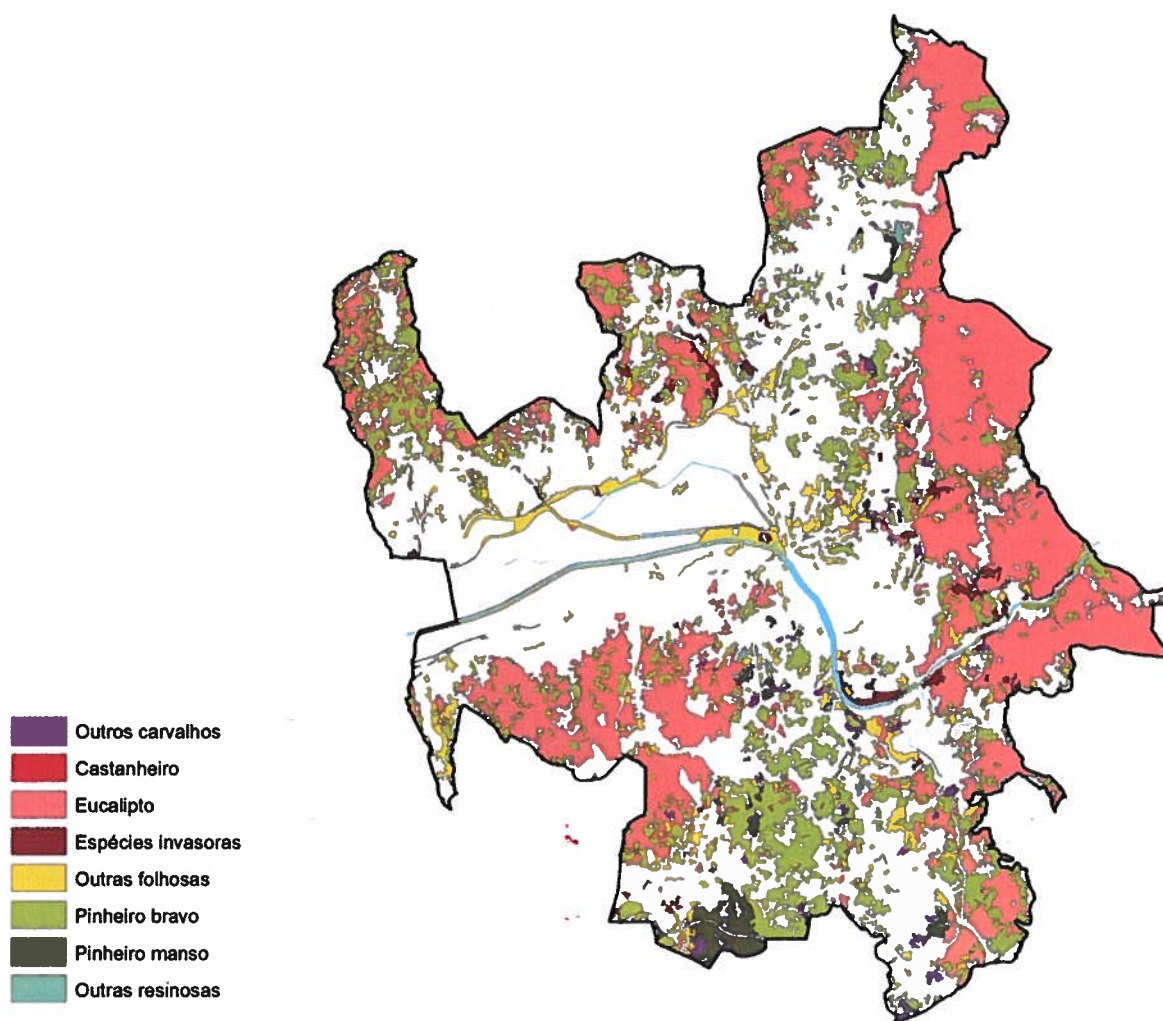 Outros carvalhos
Castanheiro
Eucalipto
Espécies invasoras
Outras folhosas
Pinheiro bravo
Pinheiro manso
Outras resinosas